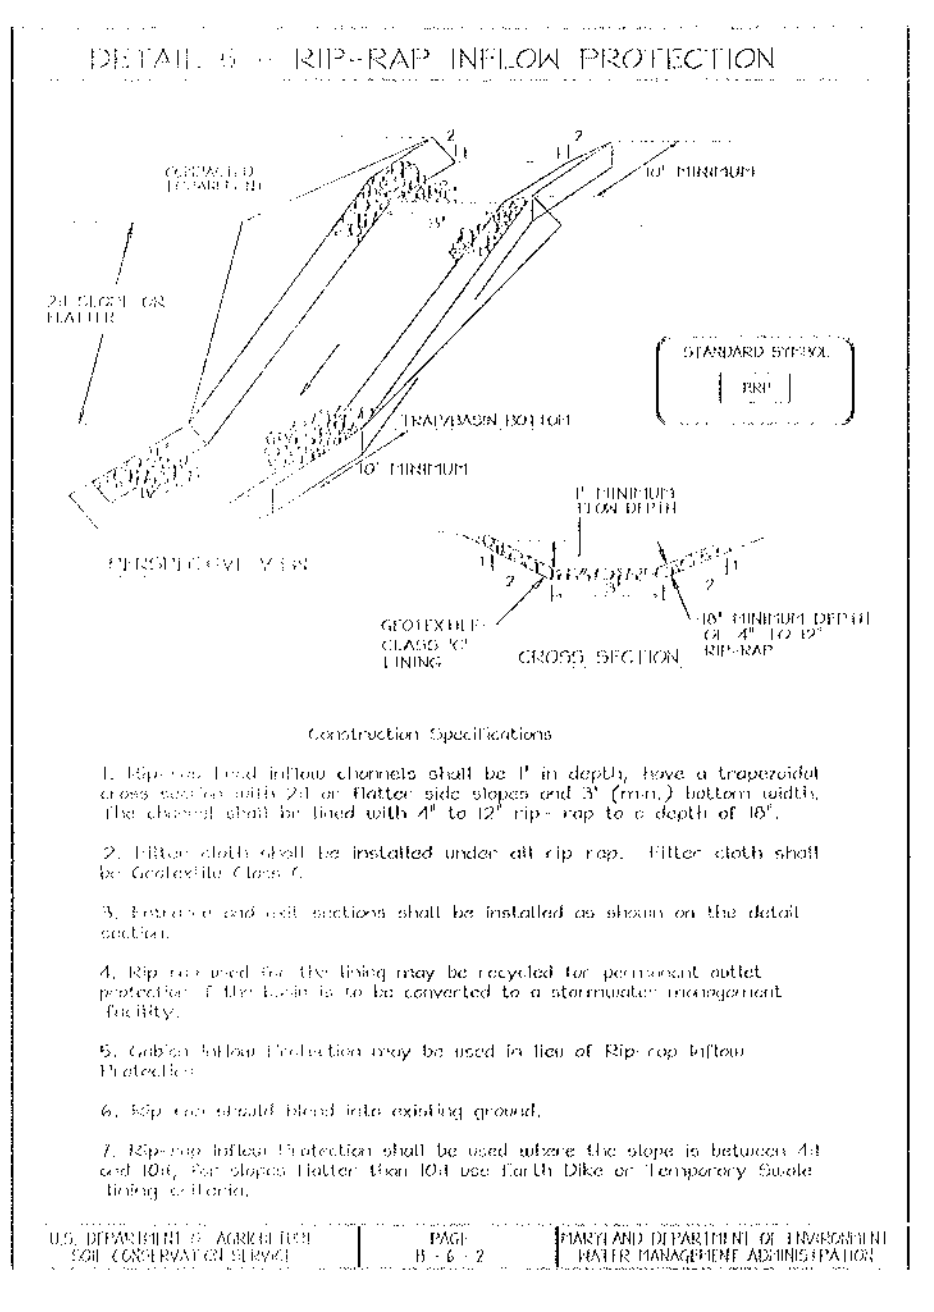 DETAIL 6 - RIP-RAP INFLOW PROTECTION
2
2
COMPACTED
10' MINIMUM
3'
2:1 SLOPE OR
FLATTER
STANDARD SYMBOL
RRP
TRAP/BASIN BOTTOM
10' MINIMUM
1' MINIMUM
FLOW DEPTH
PERSPECTIVE VIEW
1
2
3'
2
1
GEOTEXTILE
CLASS 'C'
LINING
18" MINIMUM DEPTH
OF 4" TO 12"
RIP-RAP
CROSS SECTION
Construction Specifications
1. Rip-rap lined inflow channels shall be 1' in depth, have a trapezoidal
cross section with 2:1 or flatter side slopes and 3' (min.) bottom width.
The channel shall be lined with 4" to 12" rip-rap to a depth of 18".
2. Filter cloth shall be installed under all rip rap. Filter cloth shall
be Geotextile Class C.
3. Entrance and exit sections shall be installed as shown on the detail
section.
4. Rip rap used for the lining may be recycled for permanent outlet
protection if the basin is to be converted to a stormwater management
facility.
5. Gabion Inflow Protection may be used in lieu of Rip-rap Inflow
Protection
6. Rip rap should blend into existing ground.
7. Rip-rap Inflow Protection shall be used where the slope is between 4:1
and 10:1, for slopes flatter than 10:1 use Earth Dike or Temporary Swale
lining criteria.
U.S. DEPARTMENT OF AGRICULTURE
SOIL CONSERVATION SERVICE
PAGE
B - 6 - 2
MARYLAND DEPARTMENT OF ENVIRONMENT
WATER MANAGEMENT ADMINISTRATION